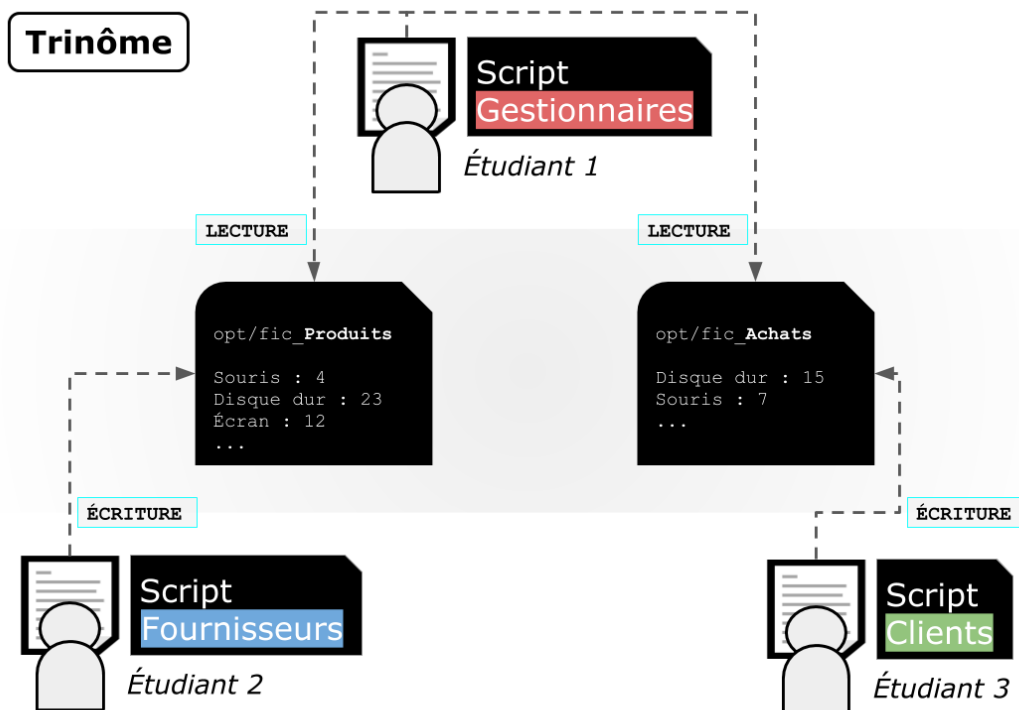 Trinôme
Script
Gestionnaires
Étudiant 1
LECTURE
LECTURE
opt/fic_Produits
Souris : 4
Disque dur : 23
Écran : 12
...
opt/fic_Achats
Disque dur : 15
Souris : 7
...
ÉCRITURE
ÉCRITURE
Script
Fournisseurs
Étudiant 2
Script
Clients
Étudiant 3